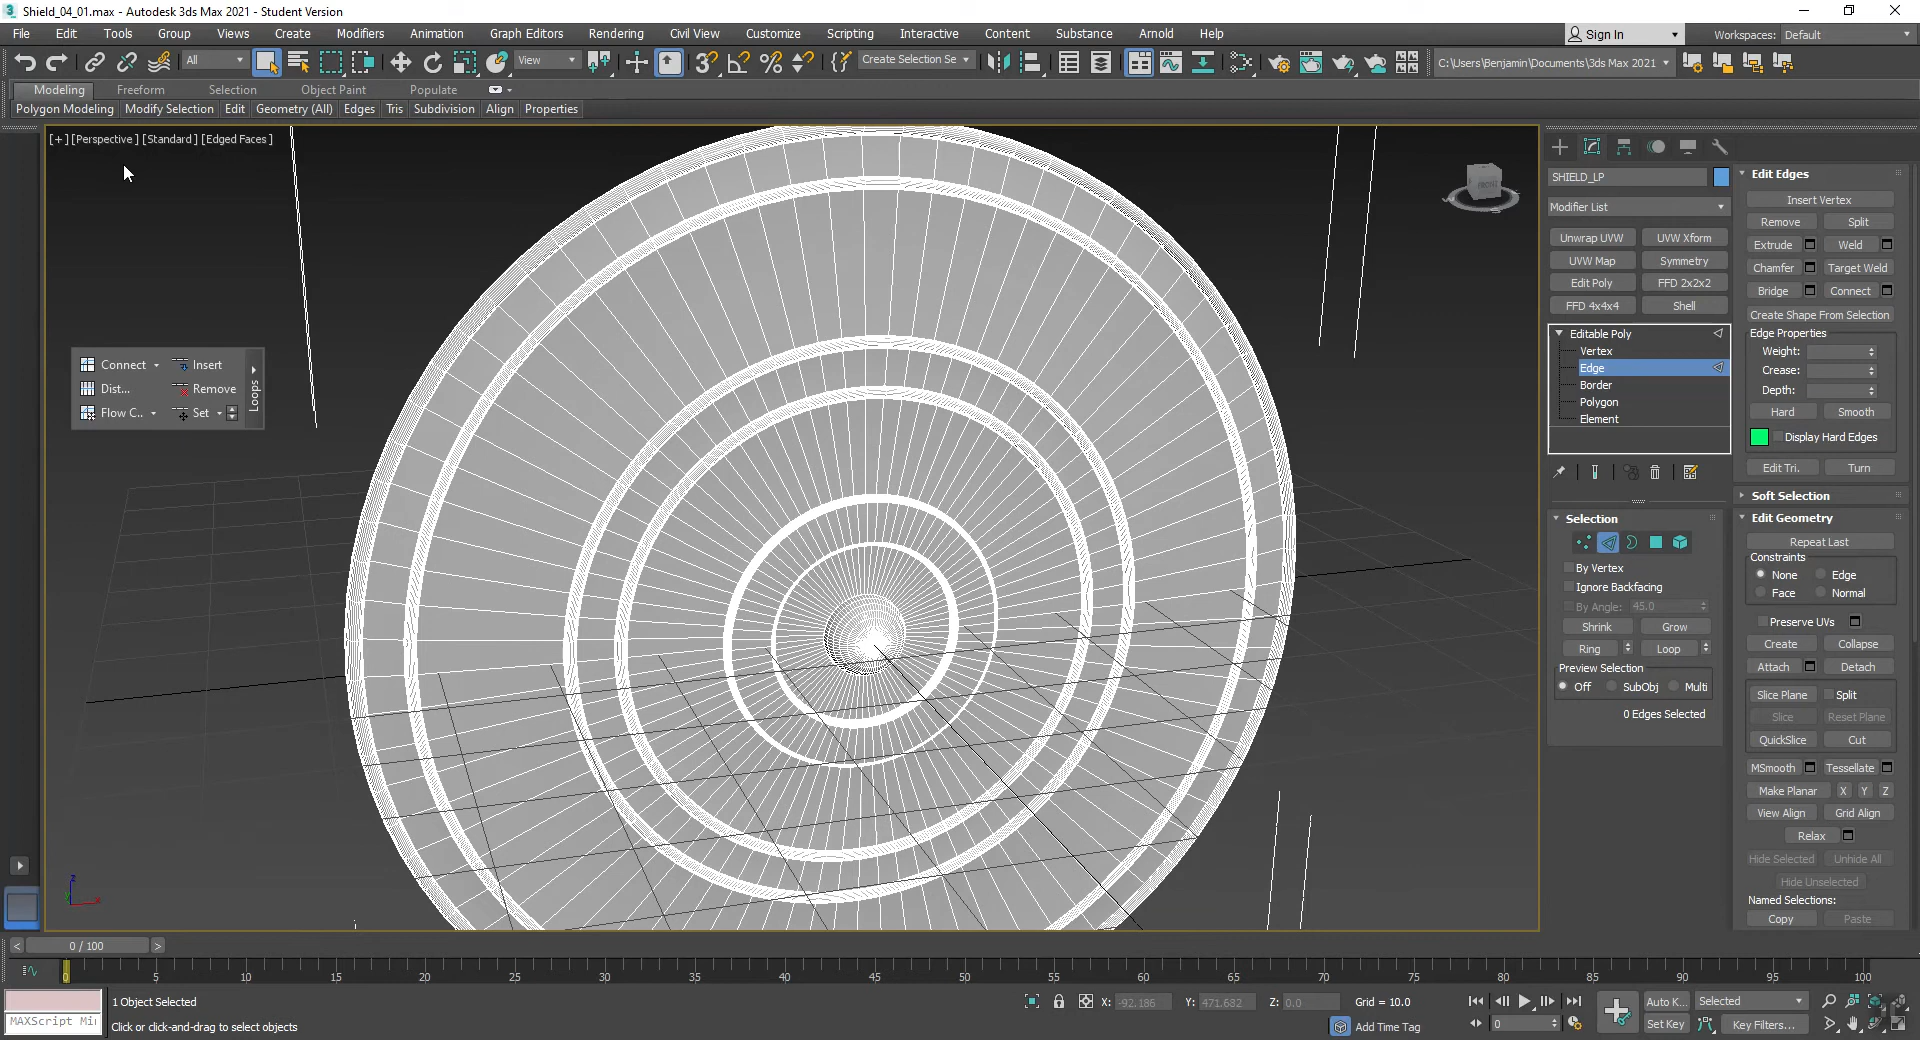 Shield_04_01.max - Autodesk 3ds Max 2021 - Student Version
File Edit Tools Group Views Create Modifiers Animation Graph Editors Rendering Civil View Customize Scripting Interactive Content Substance Arnold Help
Sign In
Workspaces: Default
All
View
Create Selection Se
C:\Users\Benjamin\Documents\3ds Max 2021
Modeling Freeform Selection Object Paint Populate
Polygon Modeling Modify Selection Edit Geometry (All) Edges Tris Subdivision Align Properties
[+] [Perspective] [Standard] [Edged Faces]
FRONT
Connect Insert
Dist... Remove
Flow C... Set
Loops
SHIELD_LP
Modifier List
Unwrap UVW UVW Xform
UVW Map Symmetry
Edit Poly FFD 2x2x2
FFD 4x4x4 Shell
Editable Poly
Vertex
Edge
Border
Polygon
Element
Selection
By Vertex
Ignore Backfacing
By Angle: 45.0
Shrink Grow
Ring Loop
Preview Selection
Off SubObj Multi
0 Edges Selected
Edit Edges
Insert Vertex
Remove Split
Extrude Weld
Chamfer Target Weld
Bridge Connect
Create Shape From Selection
Edge Properties
Weight:
Crease:
Depth:
Hard Smooth
Display Hard Edges
Edit Tri. Turn
Soft Selection
Edit Geometry
Repeat Last
Constraints
None Edge
Face Normal
Preserve UVs
Create Collapse
Attach Detach
Slice Plane Split
Slice Reset Plane
QuickSlice Cut
MSmooth Tessellate
Make Planar X Y Z
View Align Grid Align
Relax
Hide Selected Unhide All
Hide Unselected
Named Selections:
Copy Paste
z
x
< 0 / 100 >
0 5 10 15 20 25 30 35 40 45 50 55 60 65 70 75 80 85 90 95 100
MAXScript Mi
1 Object Selected
Click or click-and-drag to select objects
X: -92.186 Y: 471.682 Z: 0.0 Grid = 10.0
Add Time Tag
0
Auto K... Selected
Set Key Key Filters...